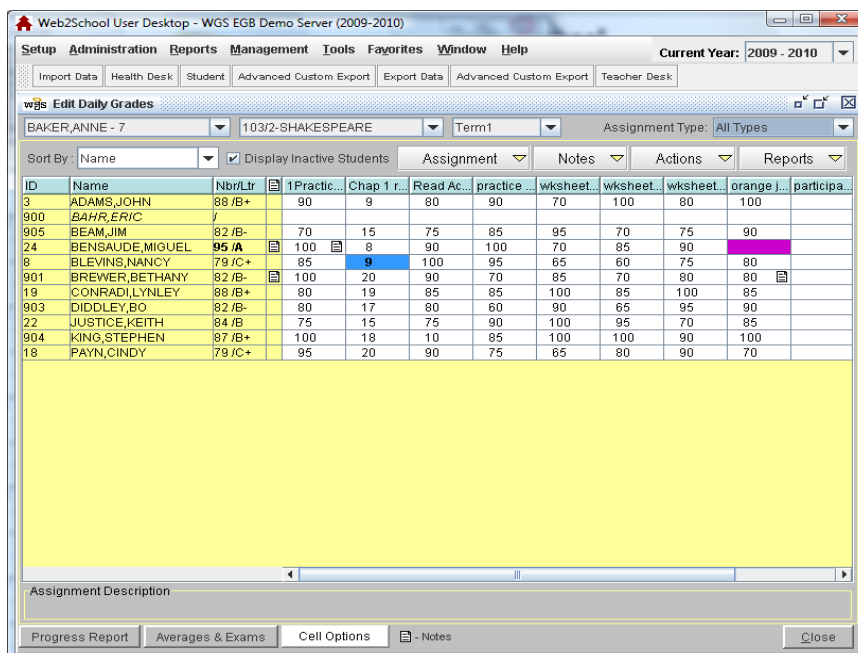 Web2School User Desktop - WGS EGB Demo Server (2009-2010)
Setup Administration Reports Management Tools Favorites Window Help Current Year: 2009 - 2010
Import Data Health Desk Student Advanced Custom Export Export Data Advanced Custom Export Teacher Desk
wgs Edit Daily Grades
BAKER,ANNE - 7 103/2-SHAKESPEARE Term1 Assignment Type: All Types
Sort By : Name Display Inactive Students Assignment Notes Actions Reports
ID Name Nbr/Ltr 1Practic... Chap 1 r... Read Ac... practice ... wksheet... wksheet... wksheet... orange j... participa...
3 ADAMS,JOHN 88 /B+ 90 9 80 90 70 100 80 100
900 BAHR,ERIC /
905 BEAM,JIM 82 /B- 70 15 75 85 95 70 75 90
24 BENSAUDE,MIGUEL 95 /A 100 8 90 100 70 85 90
8 BLEVINS,NANCY 79 /C+ 85 9 100 95 65 60 75 80
901 BREWER,BETHANY 82 /B- 100 20 90 70 85 70 80 80
19 CONRADI,LYNLEY 88 /B+ 80 19 85 85 100 85 100 85
903 DIDDLEY,BO 82 /B- 80 17 80 60 90 65 95 90
22 JUSTICE,KEITH 84 /B 75 15 75 90 100 95 70 85
904 KING,STEPHEN 87 /B+ 100 18 10 85 100 100 90 100
18 PAYN,CINDY 79 /C+ 95 20 90 75 65 80 90 70
Assignment Description
Progress Report Averages & Exams Cell Options - Notes Close